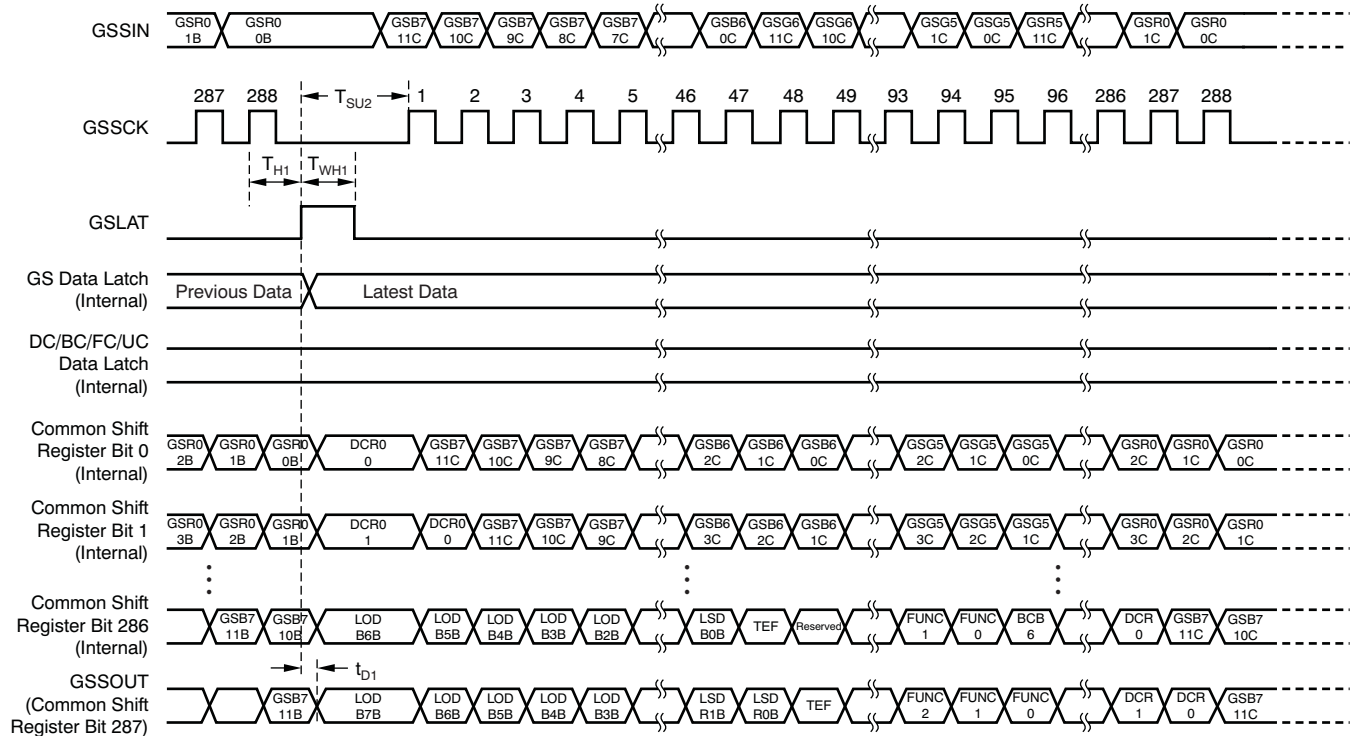 GSSIN
GSR0 GSR0 GSB7 GSB7 GSB7 GSB7 GSB7 GSB6 GSG6 GSG6 GSG5 GSG5 GSR5 GSR0 GSR0
1B 0B 11C 10C 9C 8C 7C 0C 11C 10C 1C 0C 11C 1C 0C
287 288 TSU2 1 2 3 4 5 46 47 48 49 93 94 95 96 286 287 288
GSSCK
TH1 TWH1
GSLAT
GS Data Latch
(Internal)
Previous Data Latest Data
DC/BC/FC/UC
Data Latch
(Internal)
Common Shift
Register Bit 0
(Internal)
GSR0 GSR0 GSR0 DCR0 GSB7 GSB7 GSB7 GSB7 GSB6 GSB6 GSB6 GSG5 GSG5 GSG5 GSR0 GSR0 GSR0
2B 1B 0B 0 11C 10C 9C 8C 2C 1C 0C 2C 1C 0C 2C 1C 0C
Common Shift
Register Bit 1
(Internal)
GSR0 GSR0 GSR0 DCR0 DCR0 GSB7 GSB7 GSB7 GSB6 GSB6 GSB6 GSG5 GSG5 GSG5 GSR0 GSR0 GSR0
3B 2B 1B 1 0 11C 10C 9C 3C 2C 1C 3C 2C 1C 3C 2C 1C
Common Shift
Register Bit 286
(Internal)
GSB7 GSB7 LOD LOD LOD LOD LOD LSD TEF Reserved FUNC FUNC BCB DCR GSB7 GSB7
11B 10B B6B B5B B4B B3B B2B B0B 1 0 6 0 11C 10C
tD1
GSSOUT
(Common Shift
Register Bit 287)
GSB7 LOD LOD LOD LOD LOD LSD LSD TEF FUNC FUNC FUNC DCR DCR GSB7
11B B7B B6B B5B B4B B3B R1B R0B 2 1 0 1 0 11C